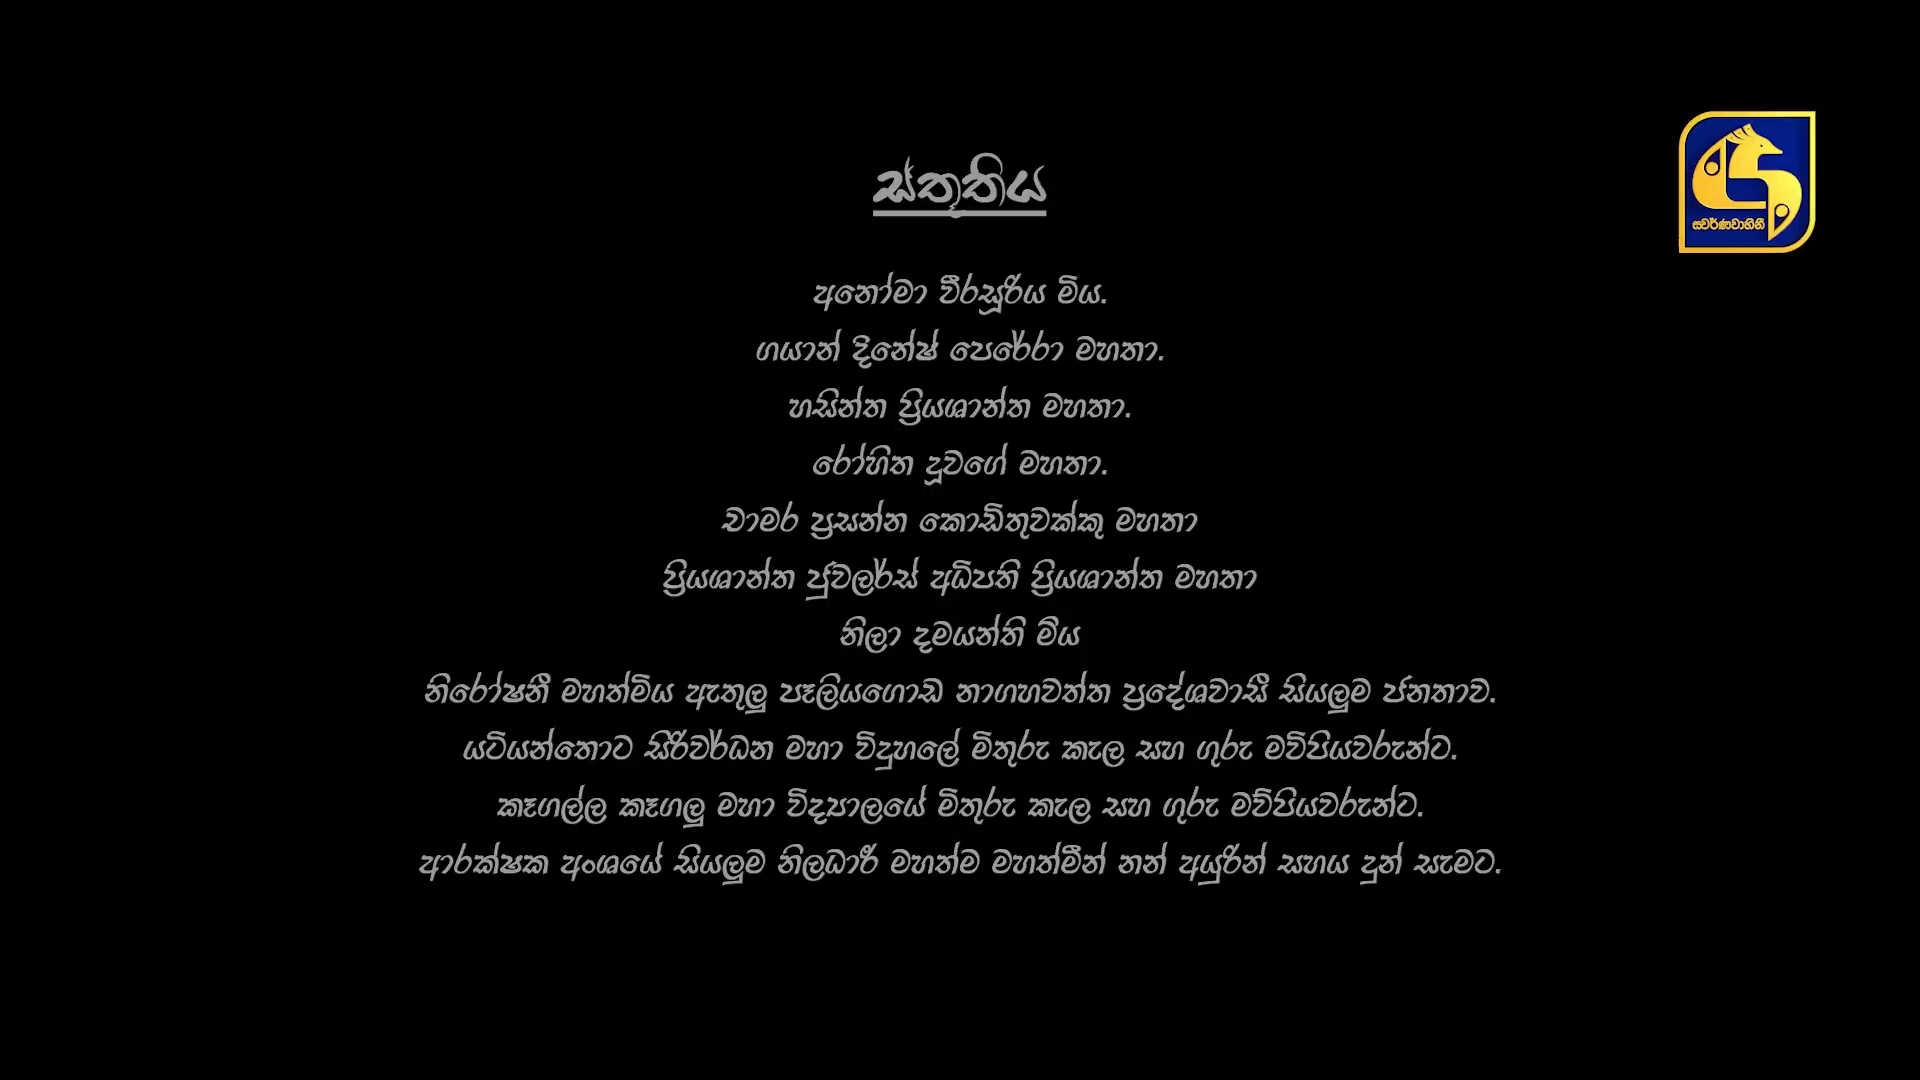 ස්තූතිය
ස්වර්ණවාහිනී
අනෝමා වීරසූරිය මිය.
ගයාන් දිනේෂ් පෙරේරා මහතා.
හසින්ත ප්‍රියශාන්ත මහතා.
රෝහිත දූවගේ මහතා.
චාමර ප්‍රසන්න කොඩිතුවක්කු මහතා
ප්‍රියශාන්ත ජුවලර්ස් අධිපති ප්‍රියශාන්ත මහතා
නිලා දමයන්ති මිය
නිරෝෂනී මහත්මිය ඇතුලු පෑලියගොඩ නාගහවත්ත ප්‍රදේශවාසී සියලුම ජනතාව.
යටියන්තොට සිරිවර්ධන මහා විදුහලේ මිතුරු කැල සහ ගුරු මව්පියවරුන්ට.
කෑගල්ල කෑගලු මහා විද්‍යාලයේ මිතුරු කැල සහ ගුරු මව්පියවරුන්ට.
ආරක්ෂක අංශයේ සියලුම නිලධාරී මහත්ම මහත්මීන් නන් අයුරින් සහය දුන් සැමට.